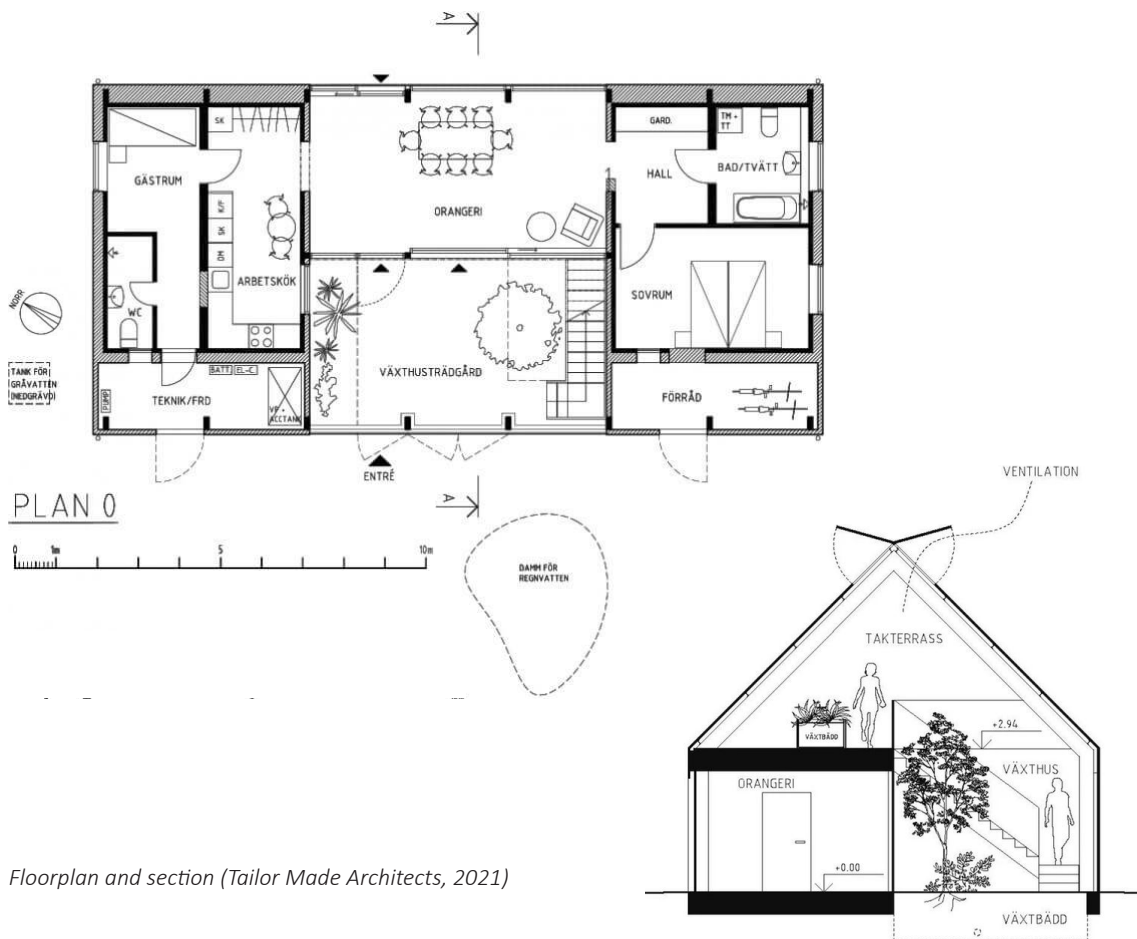 A
SK
GARD.
TM +
TT
GÄSTRUM
HALL
BAD/TVÄTT
K/F
SK
DM
ORANGERI
ARBETSKÖK
WC
SOVRUM
NORR
TANK FÖR
GRÅVATTEN
(NEDGRÄVD)
BATT
EL-C.
PUMP
TEKNIK/FRD
VP +
ACCTANK
VÄXTHUSTRÄDGÅRD
FÖRRÅD
ENTRÉ
A
PLAN 0
0 1m 5 10m
DAMM FÖR
REGNVATTEN
VENTILATION
TAKTERRASS
VÄXTBÄDD
+2.94
VÄXTHUS
ORANGERI
+0.00
VÄXTBÄDD
Floorplan and section (Tailor Made Architects, 2021)